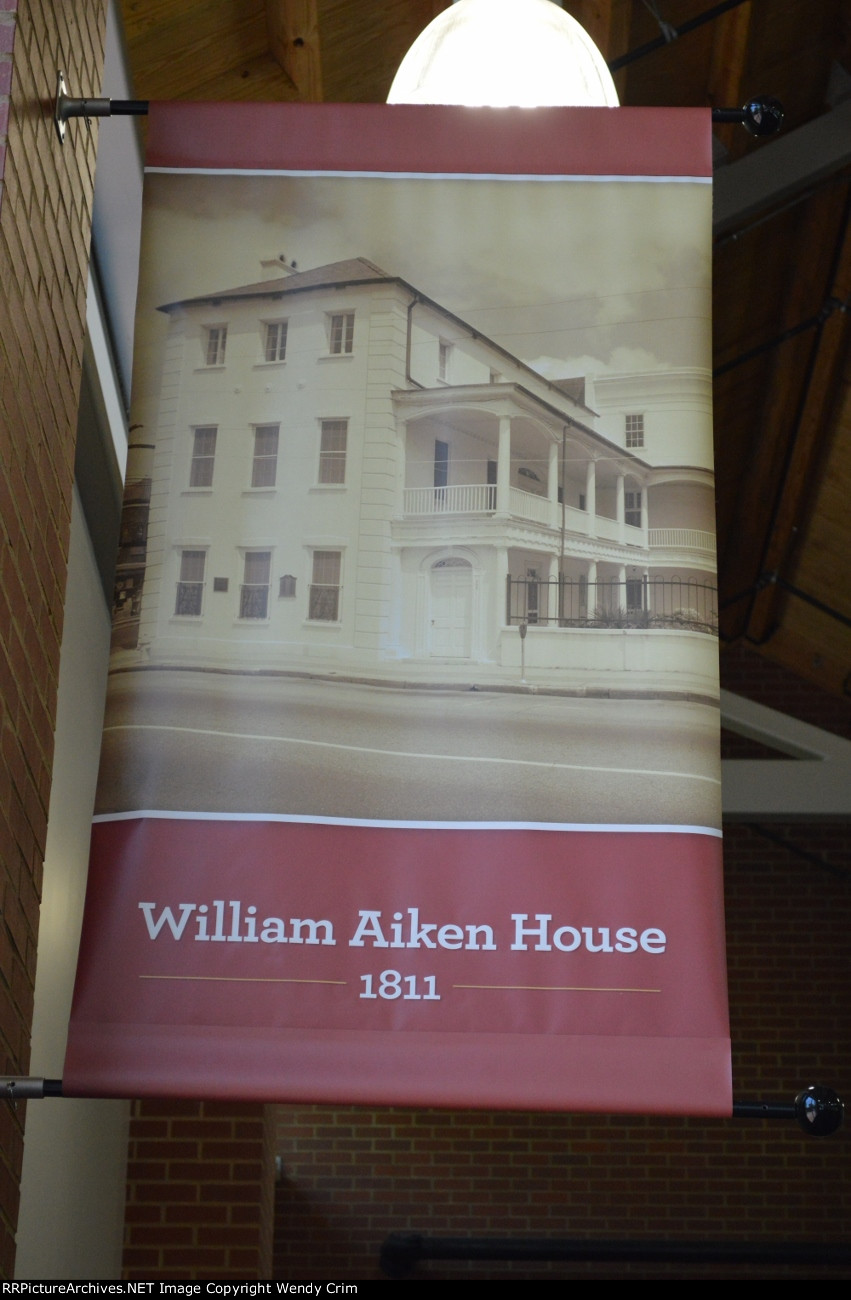 William Aiken House
1811
RRPictureArchives.NET Image Copyright Wendy Crim